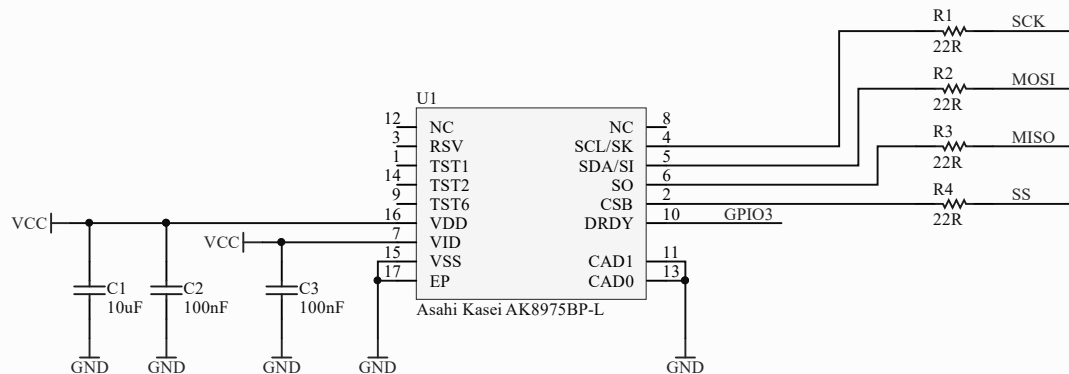 R1
SCK
22R
R2
MOSI
22R
U1
R3
MISO
22R
R4
SS
22R
12 NC NC 8
3 RSV SCL/SK 4
1 TST1 SDA/SI 5
14 TST2 SO 6
9 TST6 CSB 2
VCC 16 VDD DRDY 10 GPIO3
VCC 7 VID
15 VSS CAD1 11
17 EP CAD0 13
C1
10uF
C2
100nF
C3
100nF
Asahi Kasei AK8975BP-L
GND GND GND GND GND